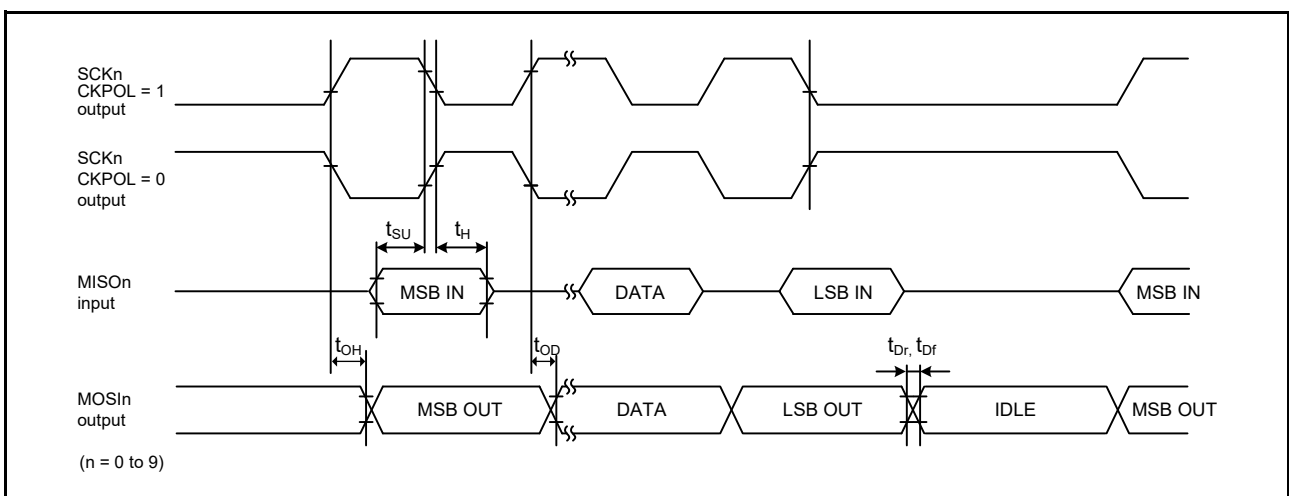 SCKn
CKPOL = 1
output
SCKn
CKPOL = 0
output
tSU
tH
MISOn
input
MSB IN
DATA
LSB IN
MSB IN
tOH
tOD
tDr, tDf
MOSIn
output
MSB OUT
DATA
LSB OUT
IDLE
MSB OUT
(n = 0 to 9)